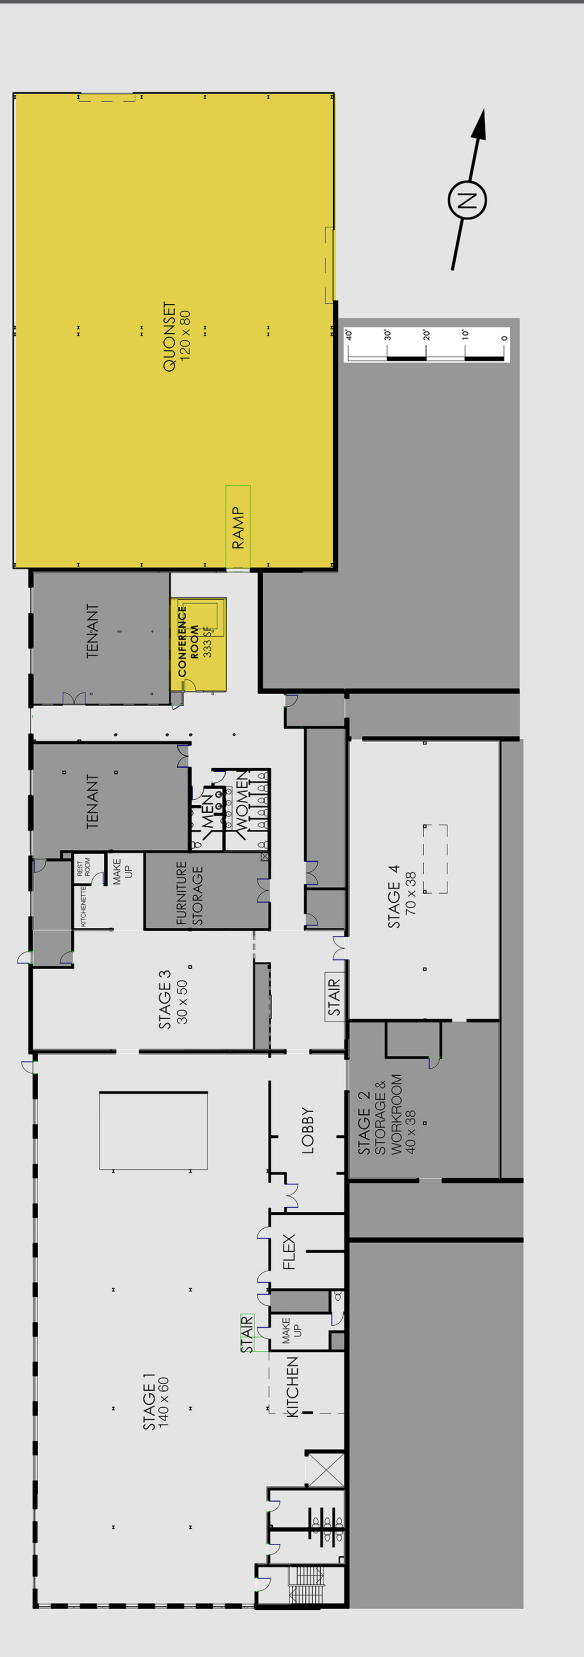 N
40'
30'
20'
10'
0
QUONSET
120 x 80
RAMP
TENANT
CONFERENCE
ROOM
333 SF
TENANT
MEN
WOMEN
REST
ROOM
KITCHENETTE
MAKE
UP
FURNITURE
STORAGE
STAGE 4
70 x 38
STAGE 3
30 x 50
STAIR
LOBBY
STAGE 2
STORAGE &
WORKROOM
40 x 38
FLEX
STAIR
MAKE
UP
KITCHEN
STAGE 1
140 x 60